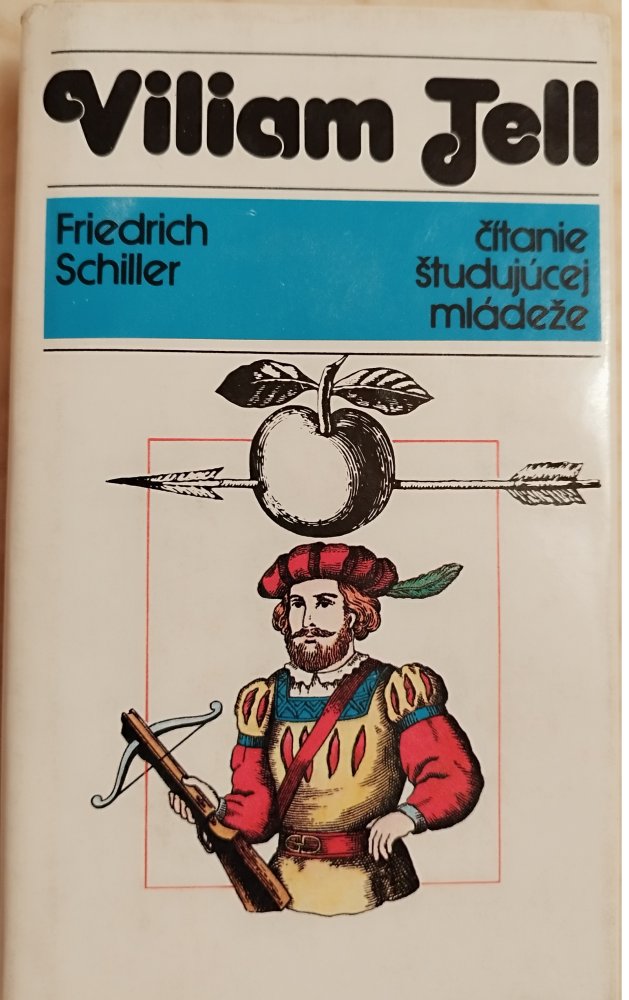 Viliam Tell
Friedrich
Schiller
čítanie
študujúcej
mládeže